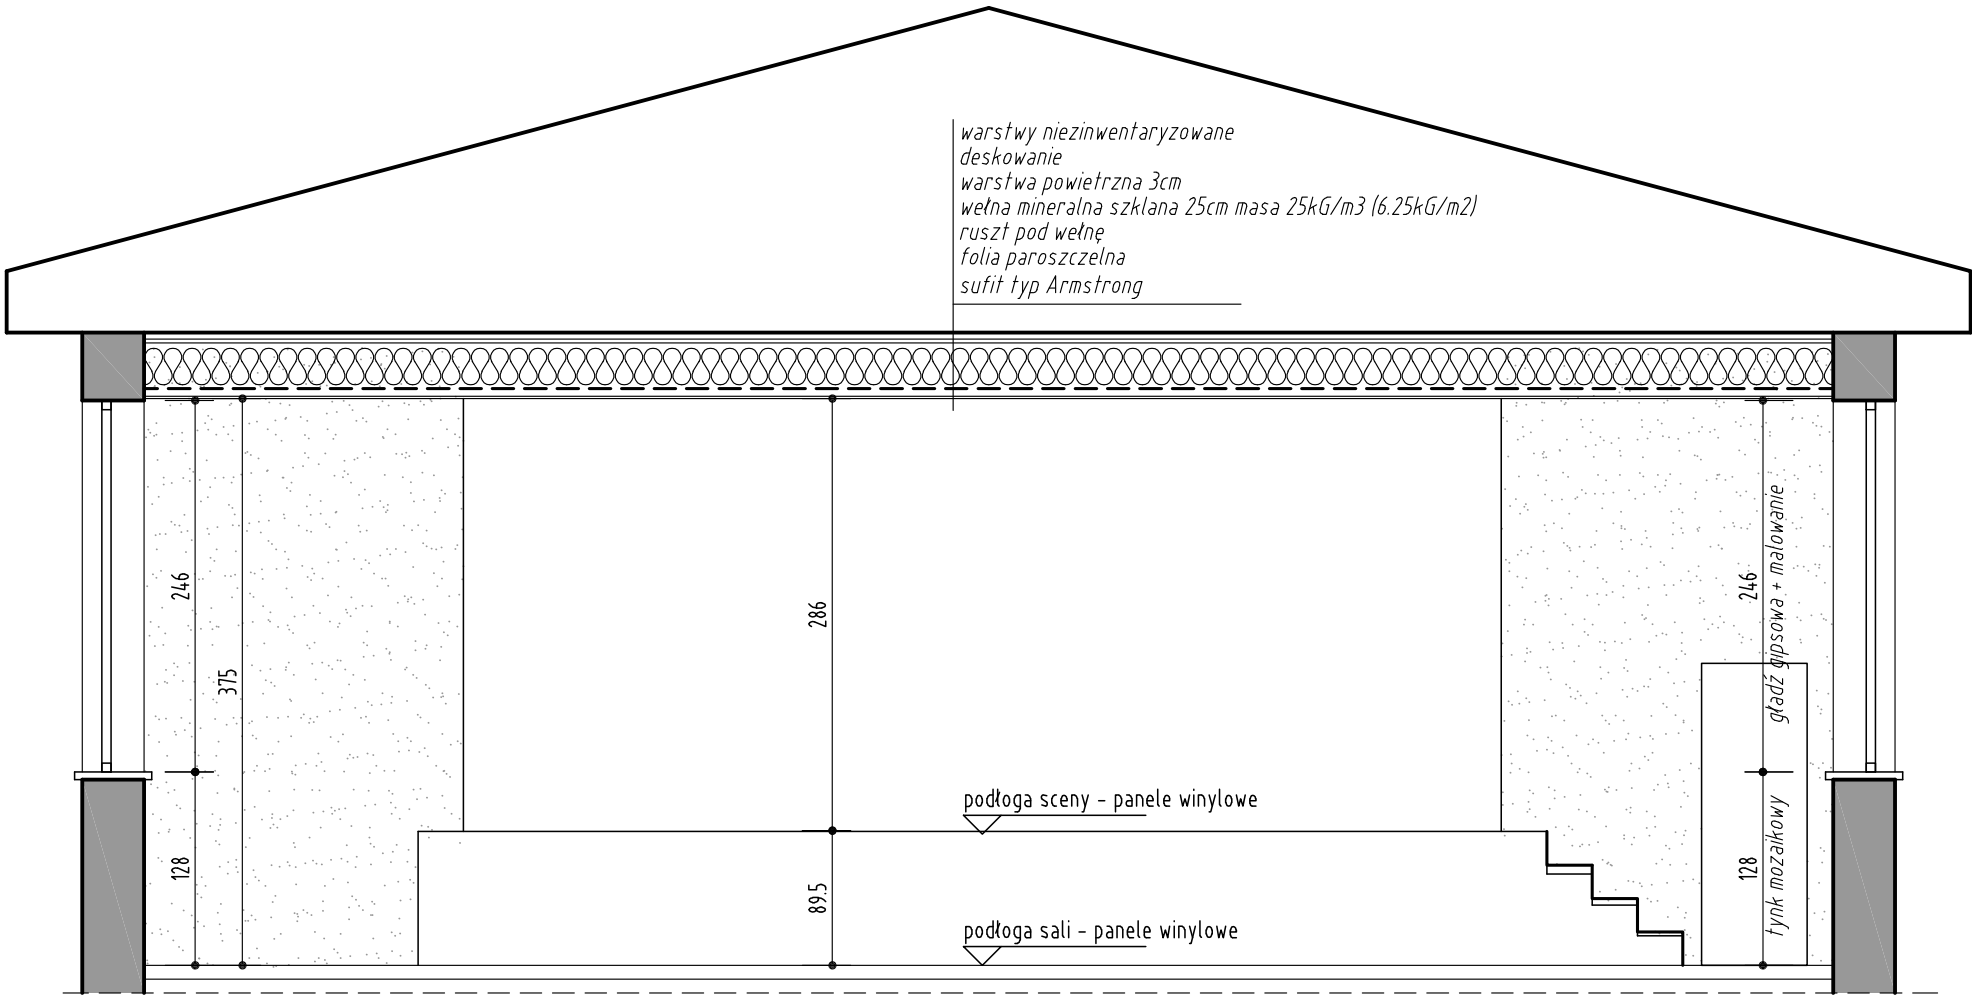 warstwy niezinwentaryzowane
deskowanie
warstwa powietrzna 3cm
wełna mineralna szklana 25cm masa 25kG/m3 (6.25kG/m2)
ruszt pod wełnę
folia paroszczelna
sufit typ Armstrong
246
375
128
286
89.5
podłoga sceny - panele winylowe
podłoga sali - panele winylowe
246
gładź gipsowa + malowanie
128
tynk mozaikowy